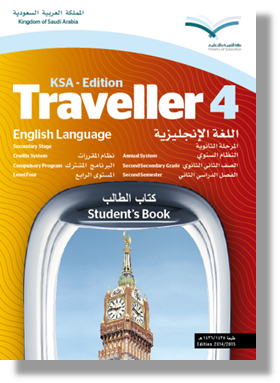 المملكة العربية السعودية
Kingdom of Saudi Arabia
KSA - Edition
Traveller 4
English Language
اللغة الإنجليزية
Secondary Stage
المرحلة الثانوية
Credits System
نظام المقررات
Annual System
النظام السنوي
Compulsory Program
البرنامج المشترك
Second Secondary Grade
الصف الثاني الثانوي
Level Four
المستوى الرابع
Second Semester
الفصل الدراسي الثاني
كتاب الطالب
Student's Book
Edition 2014/2015